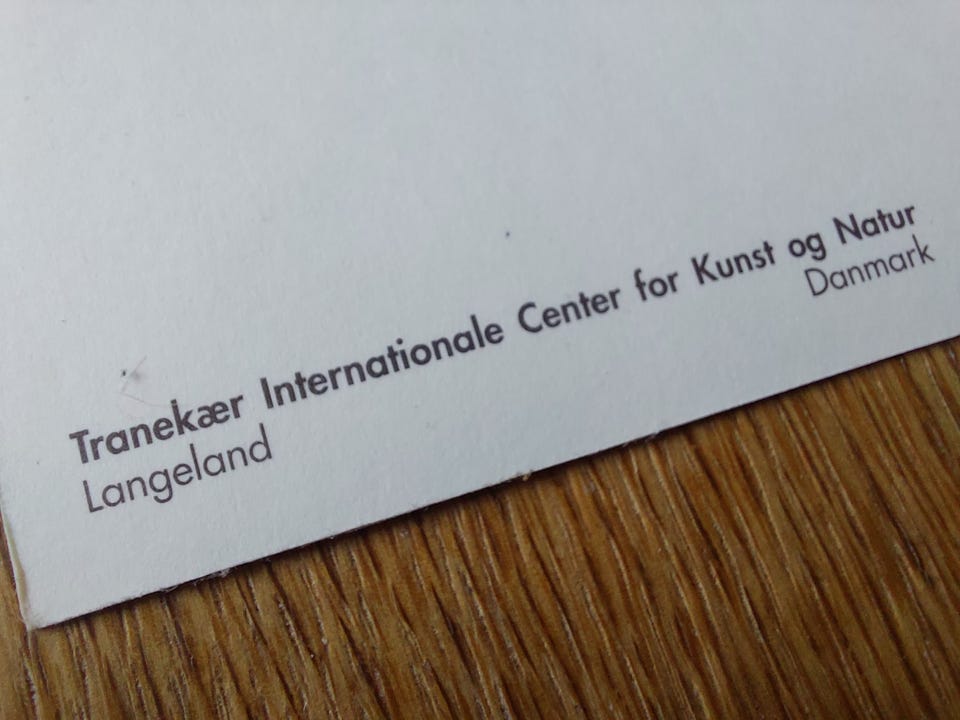 Tranekær Internationale Center for Kunst og Natur
Langeland Danmark